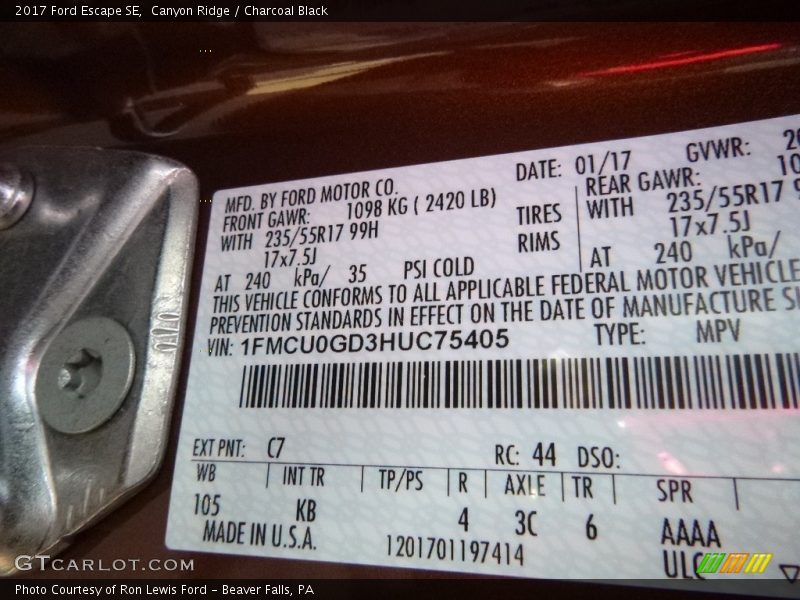 2017 Ford Escape SE, Canyon Ridge / Charcoal Black
MFD. BY FORD MOTOR CO.
DATE: 01/17
GVWR:
FRONT GAWR: 1098 KG ( 2420 LB)
REAR GAWR:
WITH 235/55R17 99H
TIRES
WITH 235/55R17
17x7.5J
RIMS
17x7.5J
AT 240 kPa/ 35 PSI COLD
AT 240 kPa/
THIS VEHICLE CONFORMS TO ALL APPLICABLE FEDERAL MOTOR VEHICLE
PREVENTION STANDARDS IN EFFECT ON THE DATE OF MANUFACTURE
VIN: 1FMCU0GD3HUC75405
TYPE: MPV
EXT PNT: C7
RC: 44 DSO:
WB INT TR TP/PS R AXLE TR SPR
105 KB 4 3C 6 AAAA
MADE IN U.S.A.
1201701197414
GTCARLOT.COM
Photo Courtesy of Ron Lewis Ford - Beaver Falls, PA